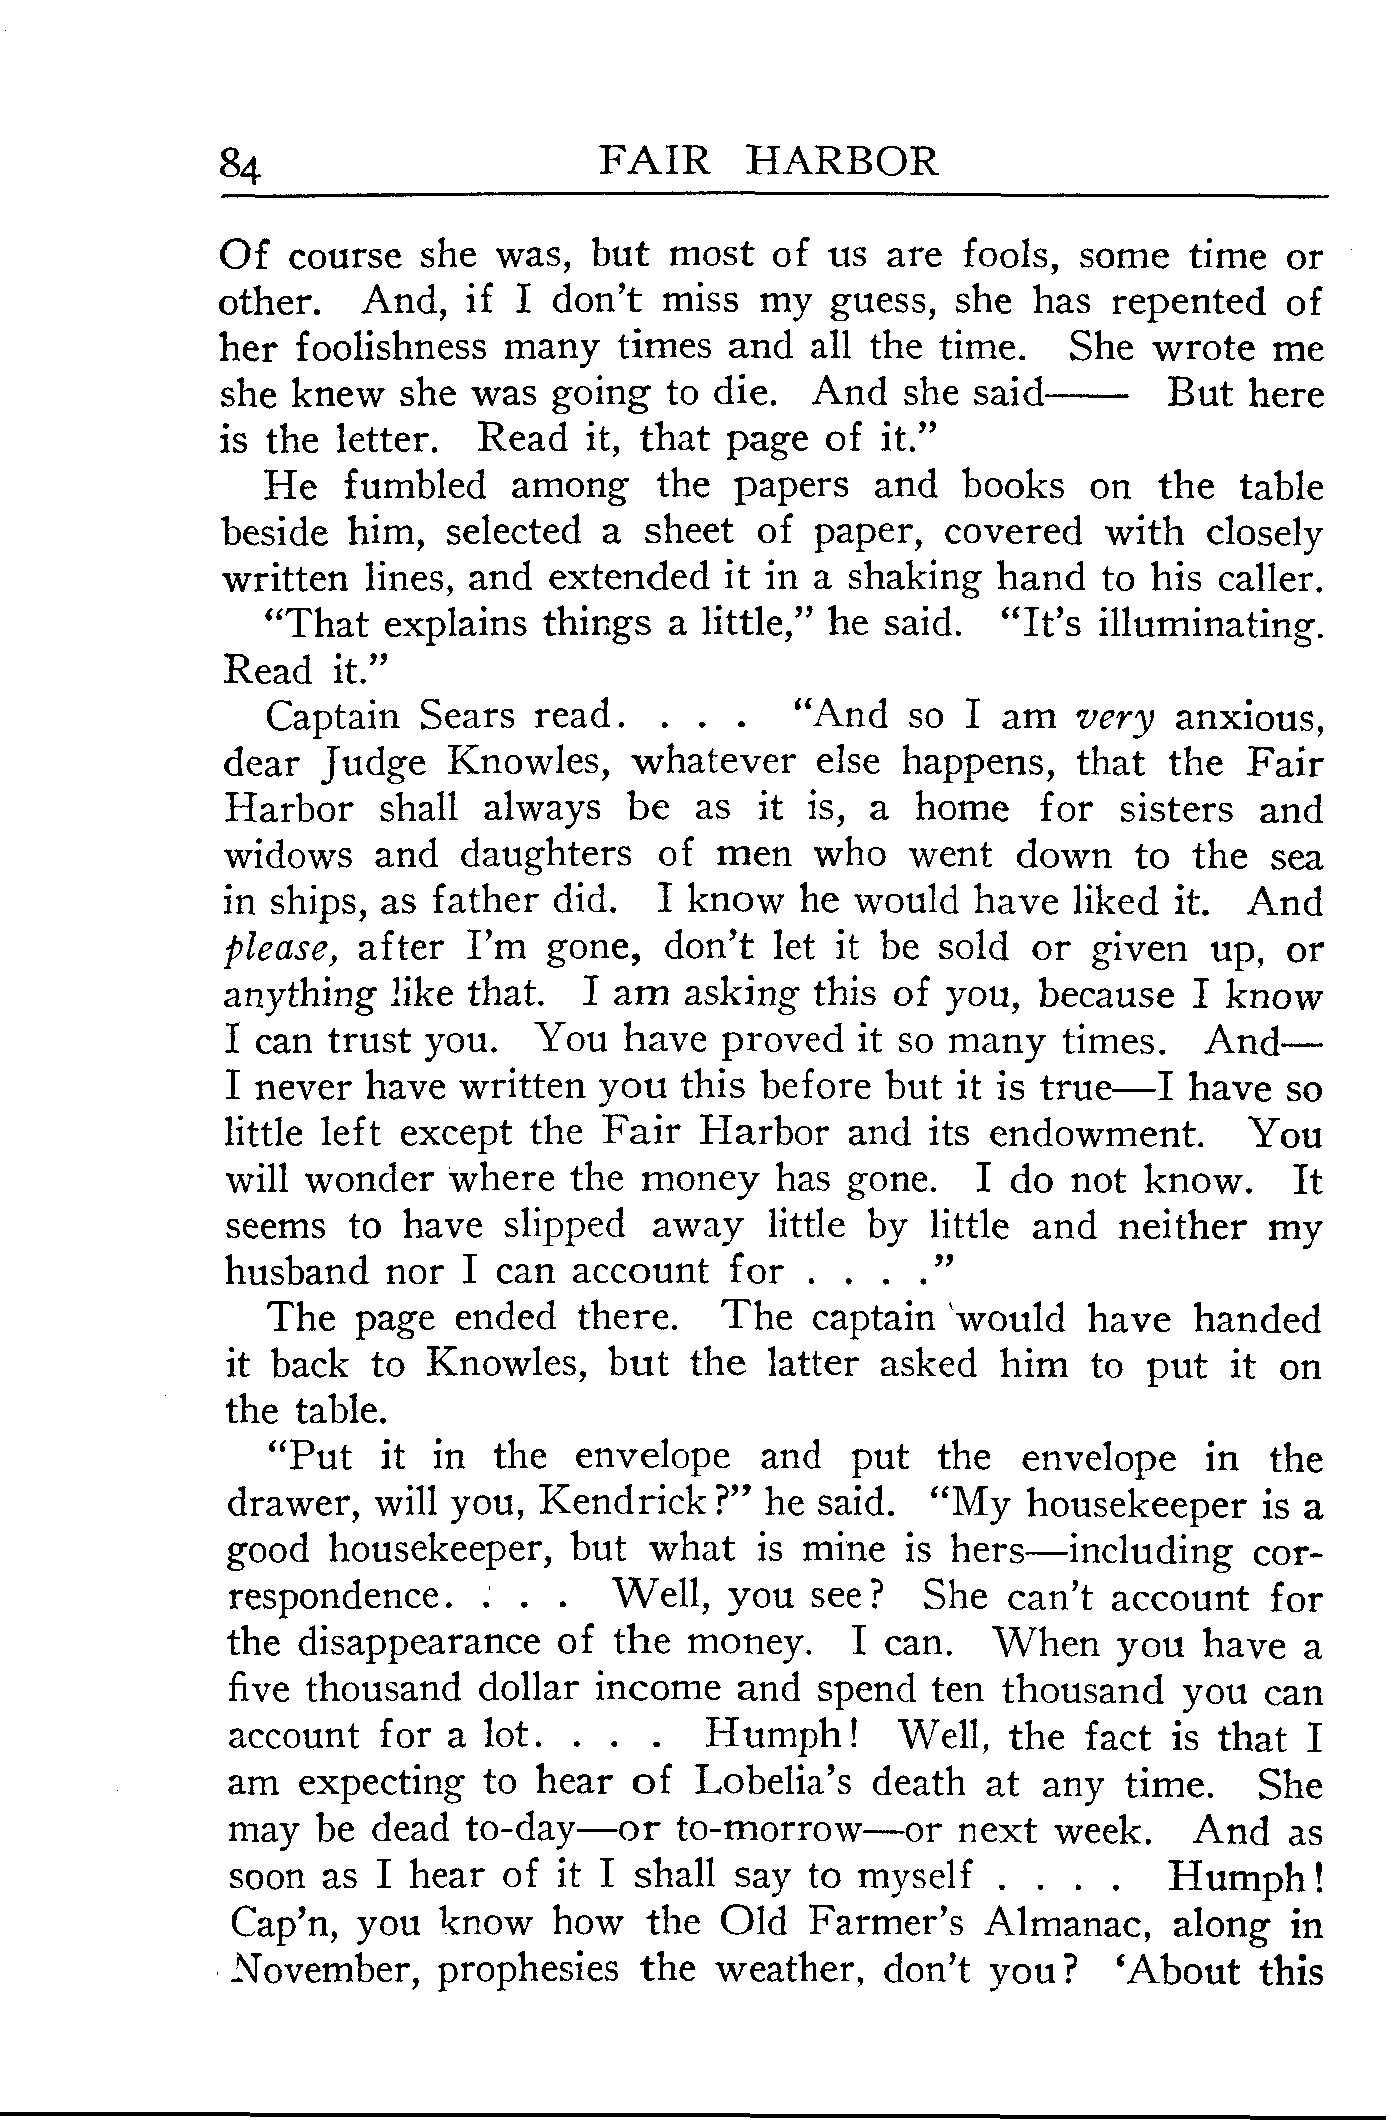 84 FAIR HARBOR
Of course she was, but most of us are fools, some time or
other. And, if I don't miss my guess, she has repented of
her foolishness many times and all the time. She wrote me
she knew she was going to die. And she said—— But here
is the letter. Read it, that page of it.”
He fumbled among the papers and books on the table
beside him, selected a sheet of paper, covered with closely
written lines, and extended it in a shaking hand to his caller.
“That explains things a little,” he said. “It's illuminating.
Read it.”
Captain Sears read. . . . . “And so I am very anxious,
dear Judge Knowles, whatever else happens, that the Fair
Harbor shall always be as it is, a home for sisters and
widows and daughters of men who went down to the sea
in ships, as father did. I know he would have liked it. And
please, after I'm gone, don't let it be sold or given up, or
anything like that. I am asking this of you, because I know
I can trust you. You have proved it so many times. And—
I never have written you this before but it is true—I have so
little left except the Fair Harbor and its endowment. You
will wonder where the money has gone. I do not know. It
seems to have slipped away little by little and neither my
husband nor I can account for . . . .”
The page ended there. The captain would have handed
it back to Knowles, but the latter asked him to put it on
the table.
“Put it in the envelope and put the envelope in the
drawer, will you, Kendrick?” he said. “My housekeeper is a
good housekeeper, but what is mine is hers—including cor-
respondence. . . . Well, you see? She can't account for
the disappearance of the money. I can. When you have a
five thousand dollar income and spend ten thousand you can
account for a lot. . . . Humph! Well, the fact is that I
am expecting to hear of Lobelia's death at any time. She
may be dead to-day—or to-morrow—or next week. And as
soon as I hear of it I shall say to myself . . . . Humph!
Cap'n, you know how the Old Farmer's Almanac, along in
November, prophesies the weather, don't you? ‘About this